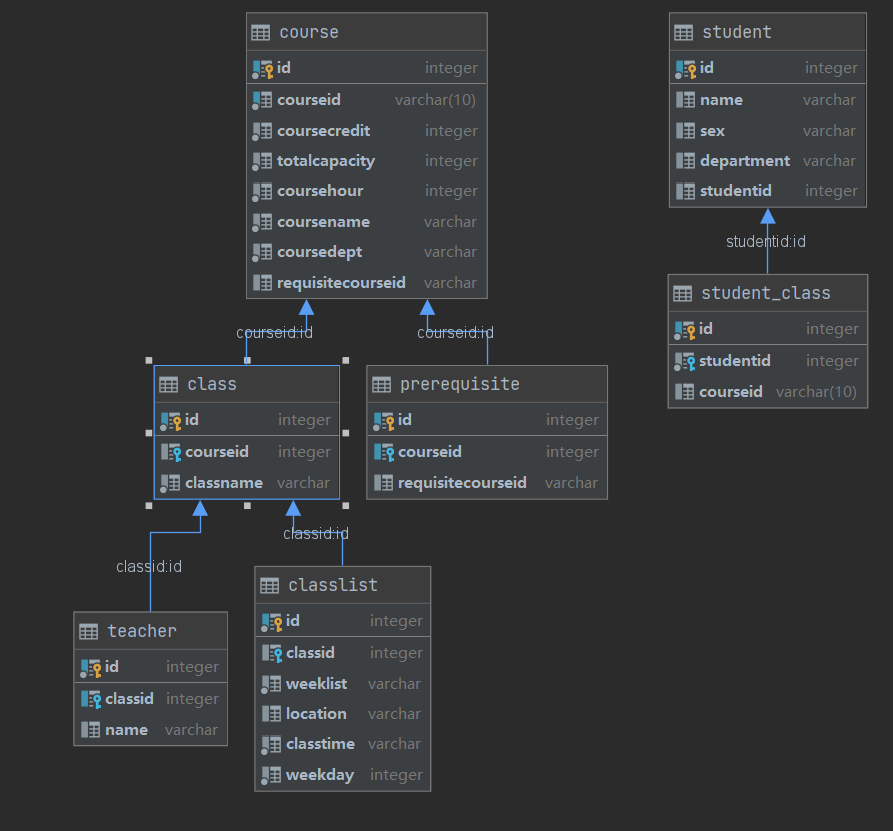 course
id integer
courseid varchar(10)
coursecredit integer
totalcapacity integer
coursehour integer
coursename varchar
coursedept varchar
requisitecourseid varchar
student
id integer
name varchar
sex varchar
department varchar
studentid integer
studentid:id
student_class
id integer
studentid integer
courseid varchar(10)
courseid:id
courseid:id
class
id integer
courseid integer
classname varchar
prerequisite
id integer
courseid integer
requisitecourseid varchar
classid:id
classid:id
teacher
id integer
classid integer
name varchar
classlist
id integer
classid integer
weeklist varchar
location varchar
classtime varchar
weekday integer